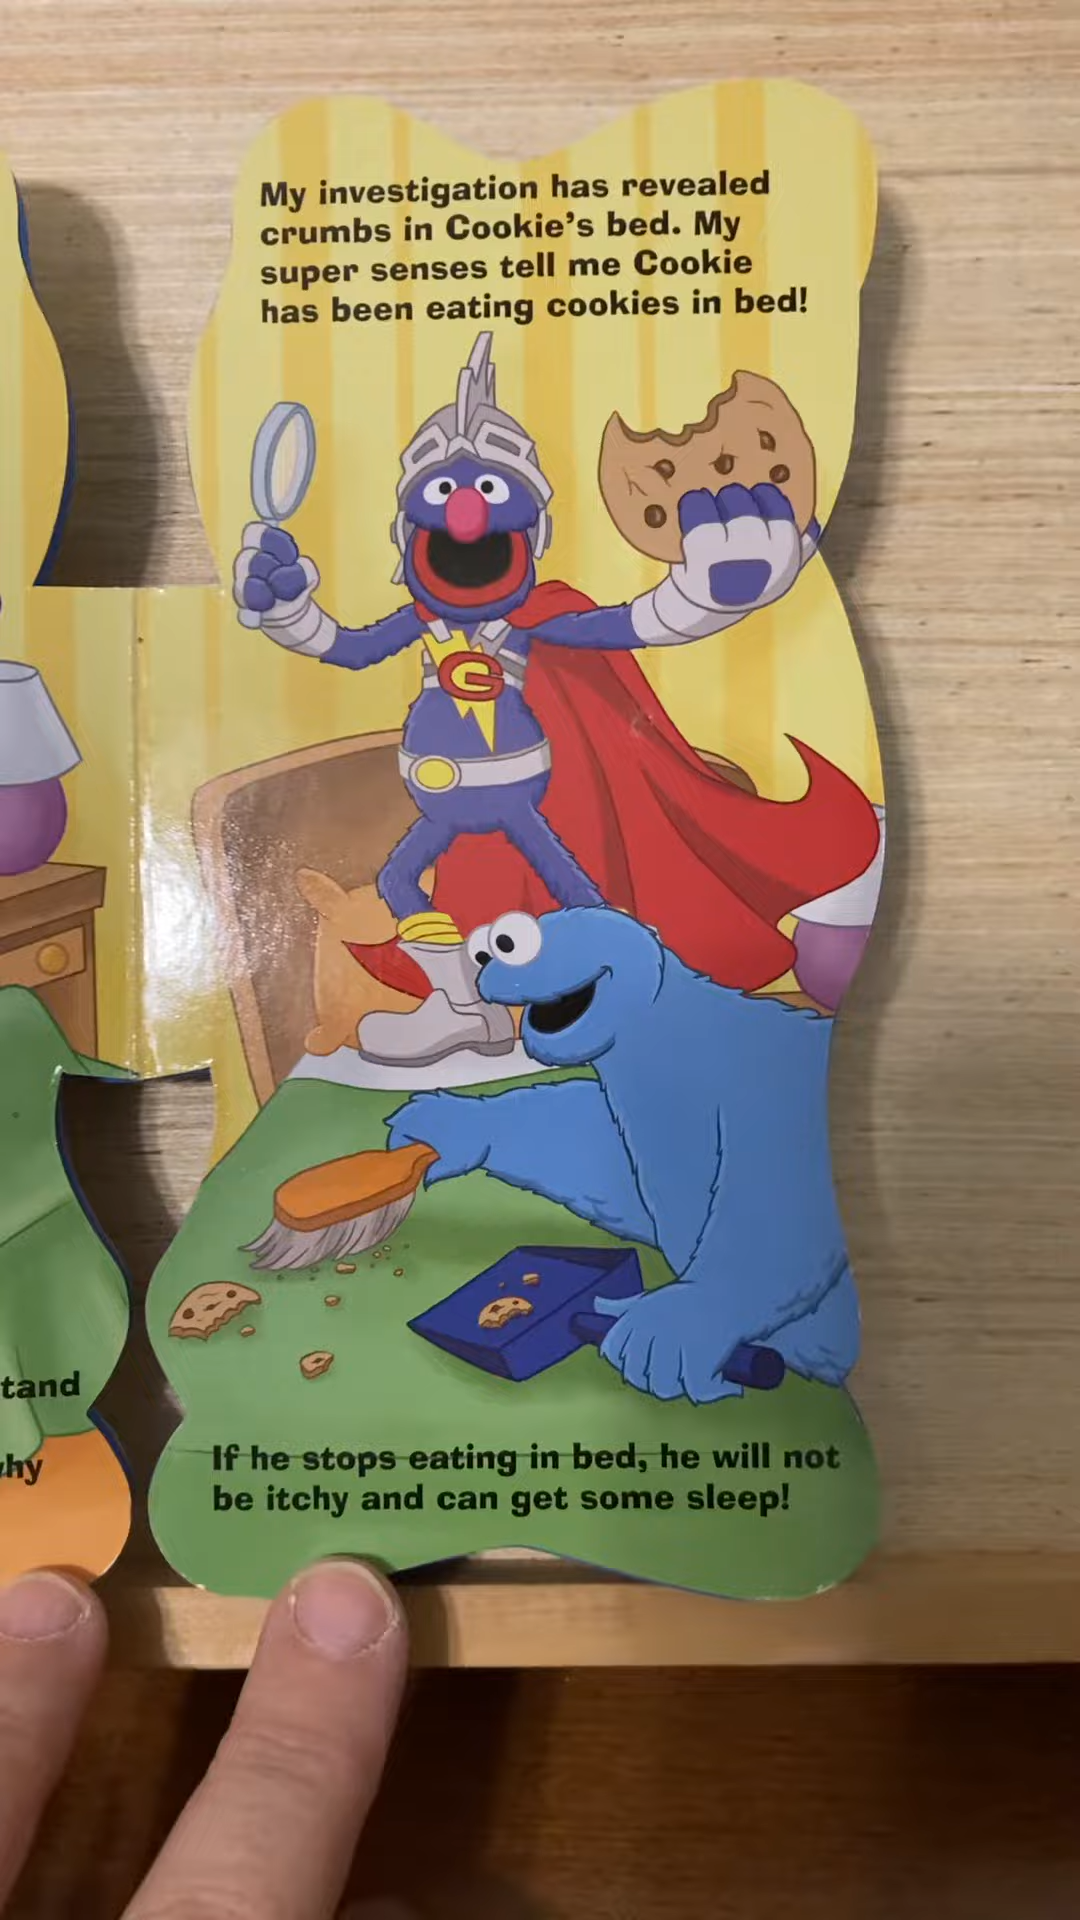 My investigation has revealed
crumbs in Cookie's bed. My
super senses tell me Cookie
has been eating cookies in bed!
G
If he stops eating in bed, he will not
be itchy and can get some sleep!